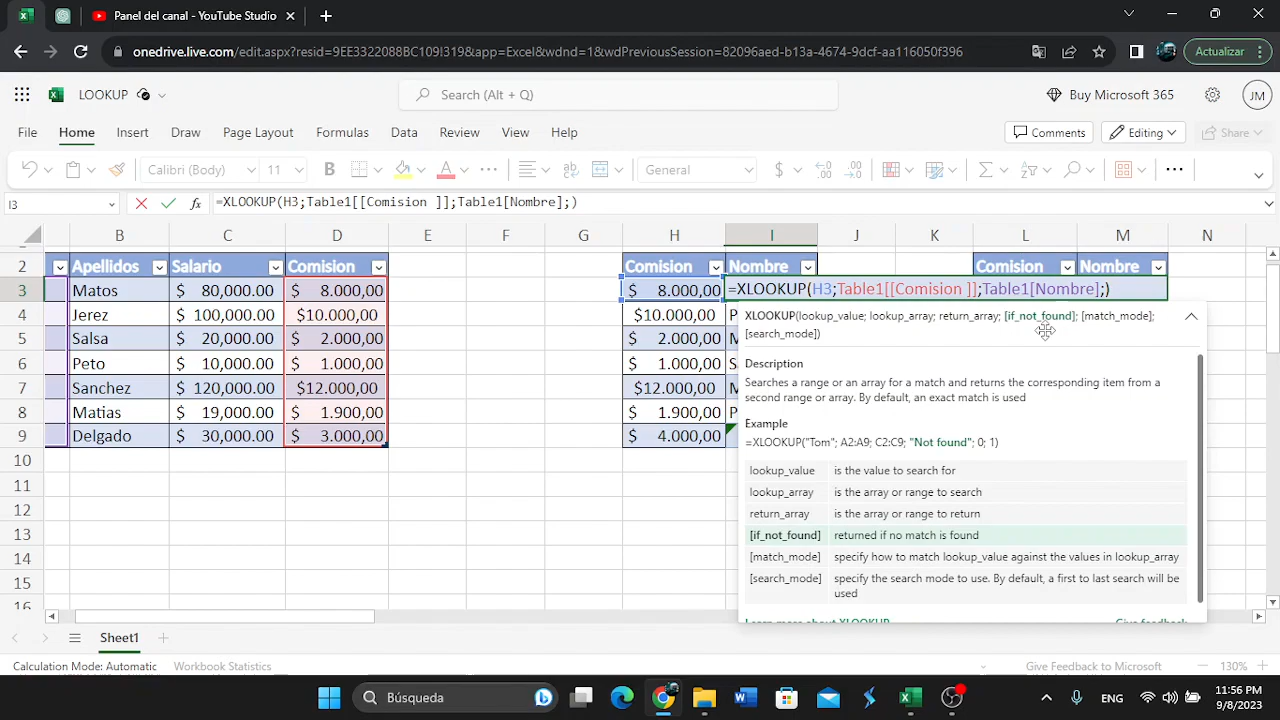 Panel del canal - YouTube Studio
onedrive.live.com/edit.aspx?resid=9EE3322088BC109I319&app=Excel&wdnd=1&wdPreviousSession=82096aed-b13a-4674-9dcf-aa116050f396
Actualizar
LOOKUP
Search (Alt + Q)
Buy Microsoft 365
JM
File Home Insert Draw Page Layout Formulas Data Review View Help
Comments Editing Share
Calibri (Body) 11 B A ab General $
I3 fx =XLOOKUP(H3;Table1[[Comision ]];Table1[Nombre];)
B C D E F G H I J K L M N
2 Apellidos Salario Comision Comision Nombre Comision Nombre
3 Matos $ 80,000.00 $ 8.000,00 $ 8.000,00 =XLOOKUP(H3;Table1[[Comision ]];Table1[Nombre];)
4 Jerez $ 100,000.00 $10.000,00 $10.000,00
5 Salsa $ 20,000.00 $ 2.000,00 $ 2.000,00
6 Peto $ 10,000.00 $ 1.000,00 $ 1.000,00
7 Sanchez $ 120,000.00 $12.000,00 $12.000,00
8 Matias $ 19,000.00 $ 1.900,00 $ 1.900,00
9 Delgado $ 30,000.00 $ 3.000,00 $ 4.000,00
10
11
12
13
14
15
16
XLOOKUP(lookup_value; lookup_array; return_array; [if_not_found]; [match_mode];
[search_mode])
Description
Searches a range or an array for a match and returns the corresponding item from a
second range or array. By default, an exact match is used
Example
=XLOOKUP("Tom"; A2:A9; C2:C9; "Not found"; 0; 1)
lookup_value is the value to search for
lookup_array is the array or range to search
return_array is the array or range to return
[if_not_found] returned if no match is found
[match_mode] specify how to match lookup_value against the values in lookup_array
[search_mode] specify the search mode to use. By default, a first to last search will be
used
Learn more about XLOOKUP Give feedback
Sheet1
Calculation Mode: Automatic Workbook Statistics Give Feedback to Microsoft 130%
Búsqueda
ENG
11:56 PM
9/8/2023